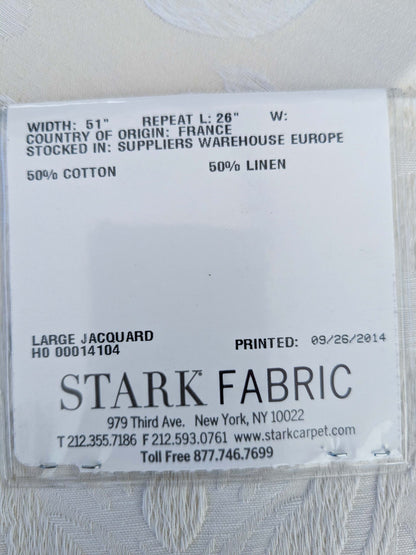 WIDTH: 51" REPEAT L: 26" W:
COUNTRY OF ORIGIN: FRANCE
STOCKED IN: SUPPLIERS WAREHOUSE EUROPE
50% COTTON 50% LINEN
LARGE JACQUARD
HO 00014104 PRINTED: 09/26/2014
STARK FABRIC
979 Third Ave. New York, NY 10022
T 212.355.7186 F 212.593.0761 www.starkcarpet.com
Toll Free 877.746.7699